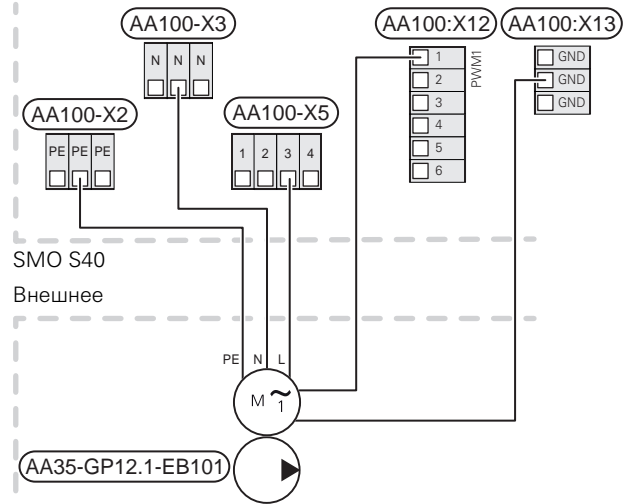 AA100-X3
AA100:X12
AA100:X13
N N N
1
2
3
4
5
6
PWM1
GND
GND
GND
AA100-X2
AA100-X5
PE PE PE
1 2 3 4
SMO S40
Внешнее
PE N L
M ~
1
AA35-GP12.1-EB101